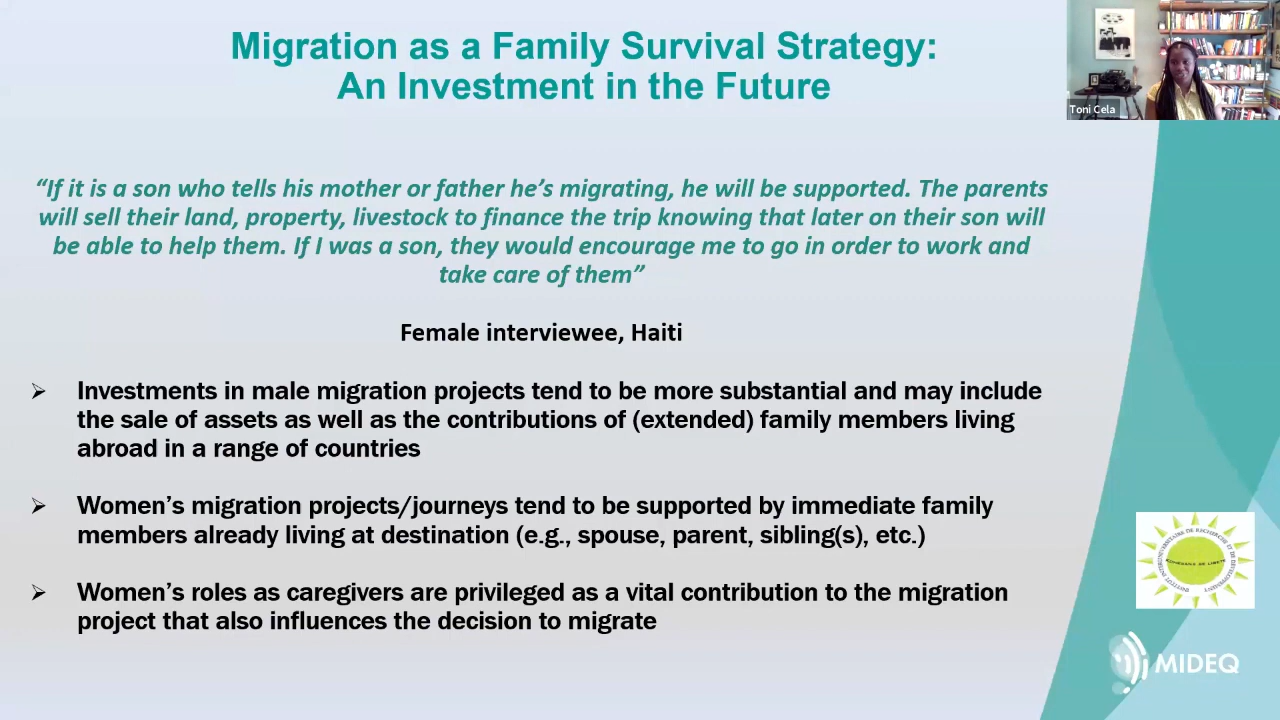 Migration as a Family Survival Strategy:
An Investment in the Future
Toni Cela
“If it is a son who tells his mother or father he’s migrating, he will be supported. The parents
will sell their land, property, livestock to finance the trip knowing that later on their son will
be able to help them. If I was a son, they would encourage me to go in order to work and
take care of them”
Female interviewee, Haiti
Investments in male migration projects tend to be more substantial and may include
the sale of assets as well as the contributions of (extended) family members living
abroad in a range of countries
Women’s migration projects/journeys tend to be supported by immediate family
members already living at destination (e.g., spouse, parent, sibling(s), etc.)
Women’s roles as caregivers are privileged as a vital contribution to the migration
project that also influences the decision to migrate
MIDEQ